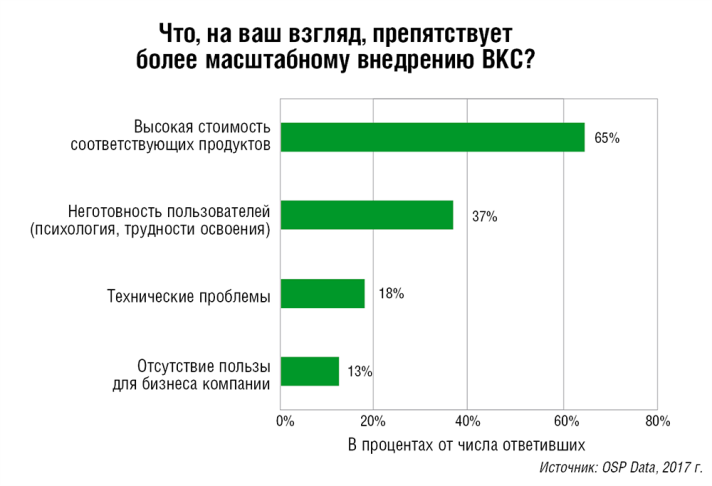 Что, на ваш взгляд, препятствует
более масштабному внедрению ВКС?
Высокая стоимость
соответствующих продуктов
65%
Неготовность пользователей
(психология, трудности освоения)
37%
Технические проблемы
18%
Отсутствие пользы
для бизнеса компании
13%
0% 20% 40% 60% 80%
В процентах от числа ответивших
Источник: OSP Data, 2017 г.